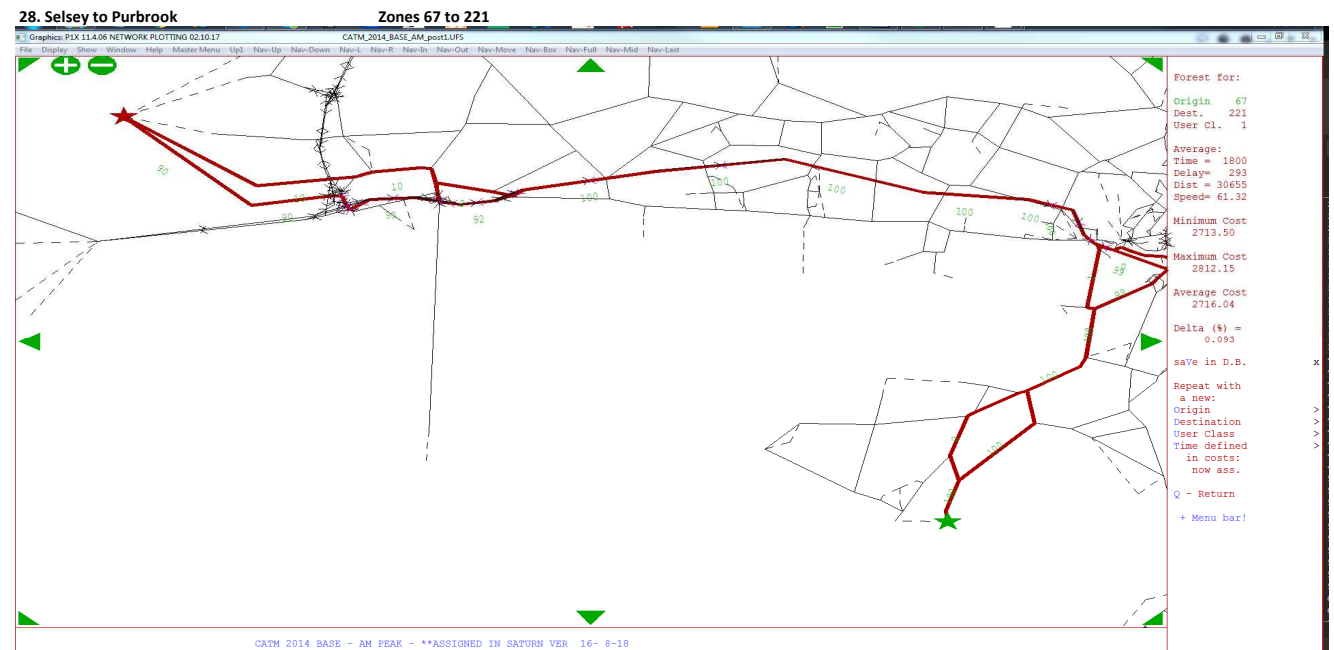 28. Selsey to Purbrook Zones 67 to 221
Graphics: P1X 11.4.06 NETWORK PLOTTING 02.10.17 CATM_2014_BASE_AM_post1.UFS
File Display Show Window Help Master Menu Up1 Nav-Up Nav-Down Nav-L Nav-R Nav-In Nav-Out Nav-Move Nav-Box Nav-Full Nav-Mid Nav-Last
Forest for:
Origin 67
Dest. 221
User Cl. 1
Average:
Time = 1800
Delay= 293
Dist = 30655
Speed= 61.32
Minimum Cost
2713.50
Maximum Cost
2812.15
Average Cost
2716.04
Delta (%) =
0.093
saVe in D.B. x
Repeat with
a new:
Origin >
Destination >
User Class >
Time defined >
in costs:
now ass.
Q - Return
+ Menu bar!
90
10
90
90
92
100
100
100
100
100
99
100
100
100
CATM 2014 BASE - AM PEAK - **ASSIGNED IN SATURN VER 16- 8-18